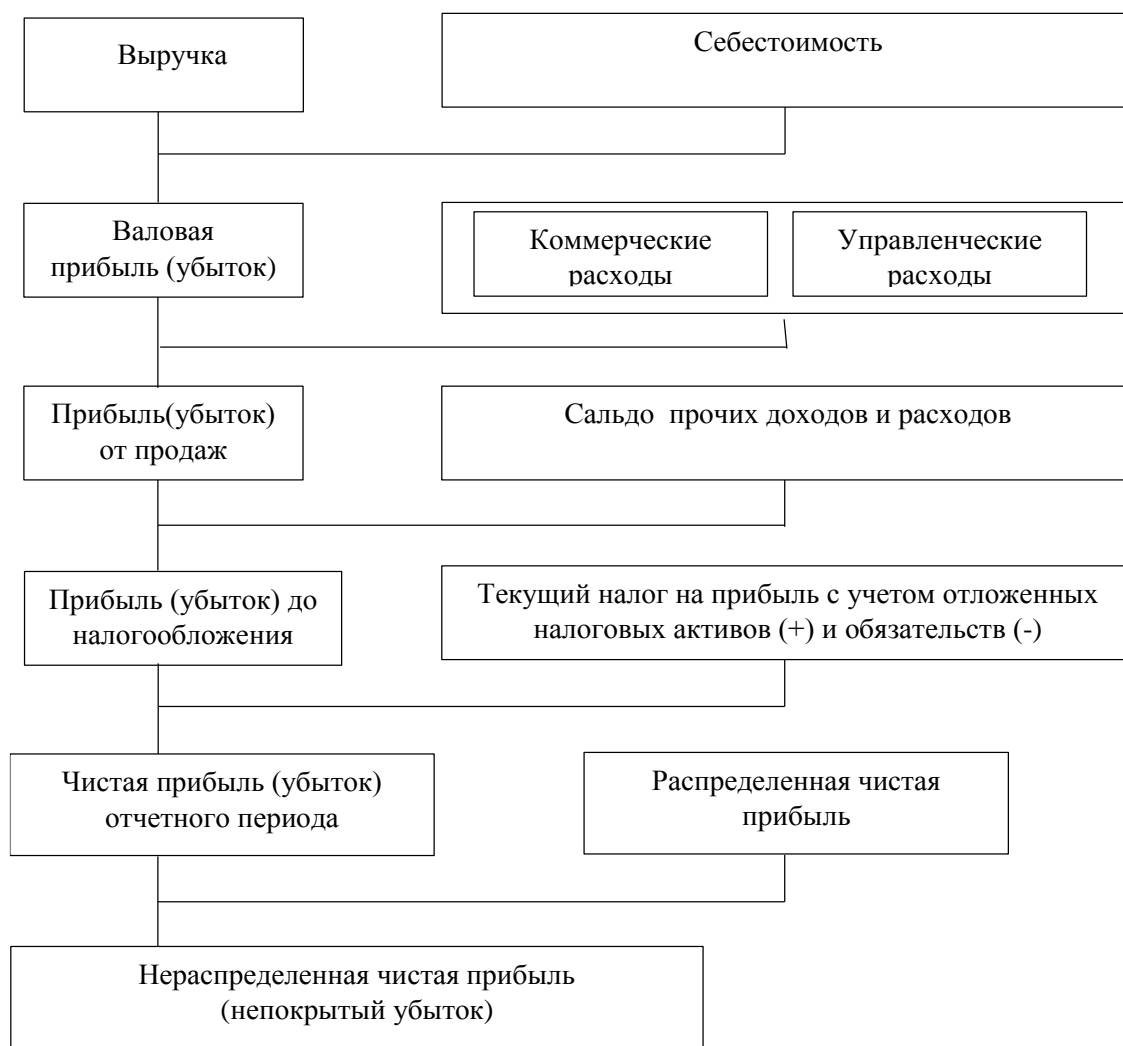 Выручка
Себестоимость
Валовая
прибыль (убыток)
Коммерческие
расходы
Управленческие
расходы
Прибыль(убыток)
от продаж
Сальдо прочих доходов и расходов
Прибыль (убыток) до
налогообложения
Текущий налог на прибыль с учетом отложенных
налоговых активов (+) и обязательств (-)
Чистая прибыль (убыток)
отчетного периода
Распределенная чистая
прибыль
Нераспределенная чистая прибыль
(непокрытый убыток)